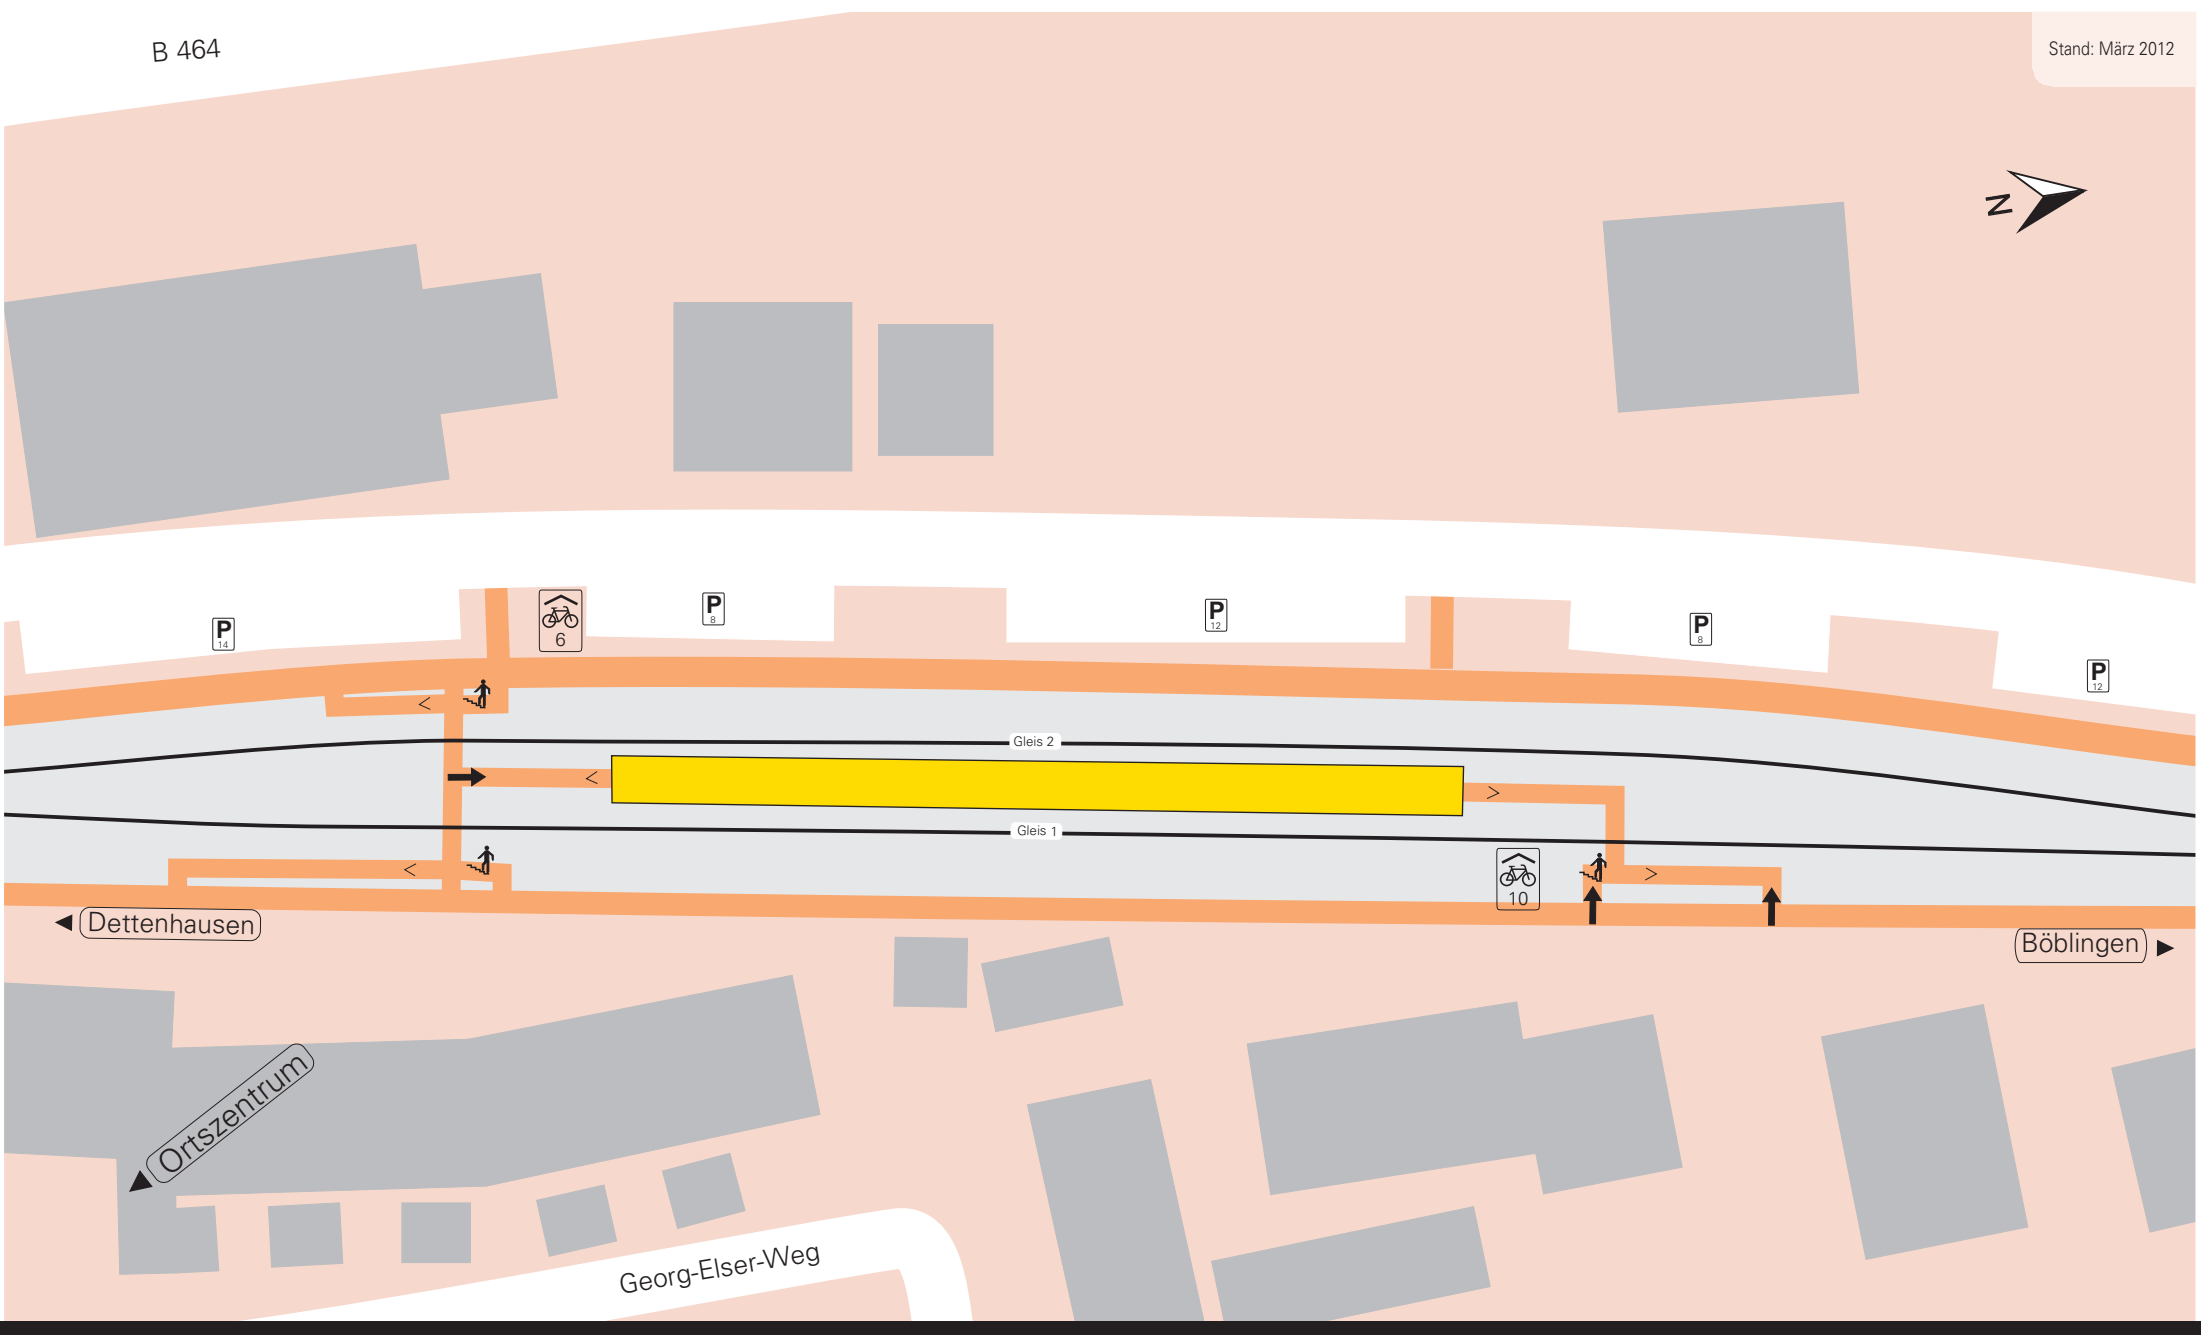 B 464
Stand: März 2012
N
6
P
8
P
12
P
14
P
8
P
12
Gleis 2
Gleis 1
10
Dettenhausen
Böblingen
Ortszentrum
Georg-Elser-Weg